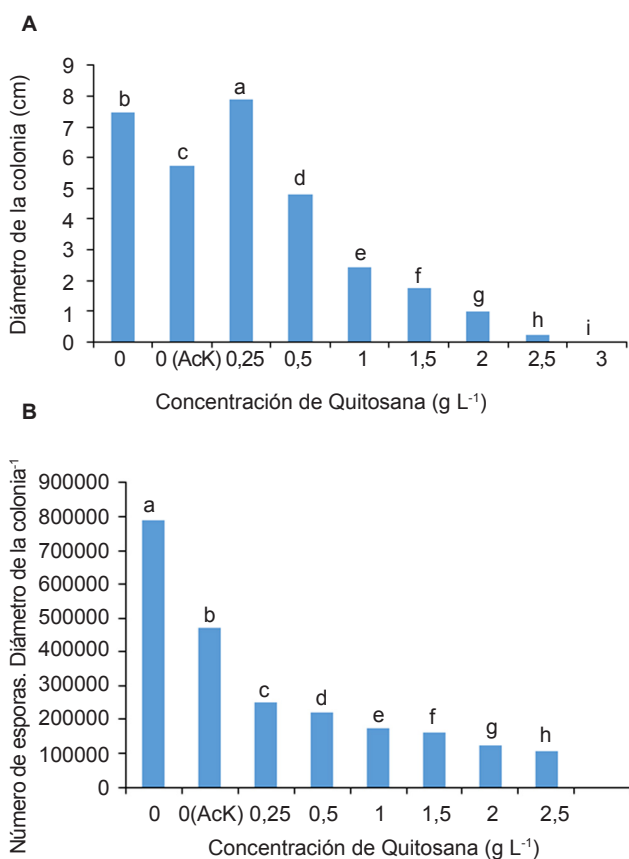 A
Diámetro de la colonia (cm)
9
8
7
6
5
4
3
2
1
0
b
c
a
d
e
f
g
h
i
0 0 (AcK) 0,25 0,5 1 1,5 2 2,5 3
Concentración de Quitosana (g L⁻¹)
B
Número de esporas. Diámetro de la colonia⁻¹
900000
800000
700000
600000
500000
400000
300000
200000
100000
0
a
b
c
d
e
f
g
h
0 0(AcK) 0,25 0,5 1 1,5 2 2,5
Concentración de Quitosana (g L⁻¹)